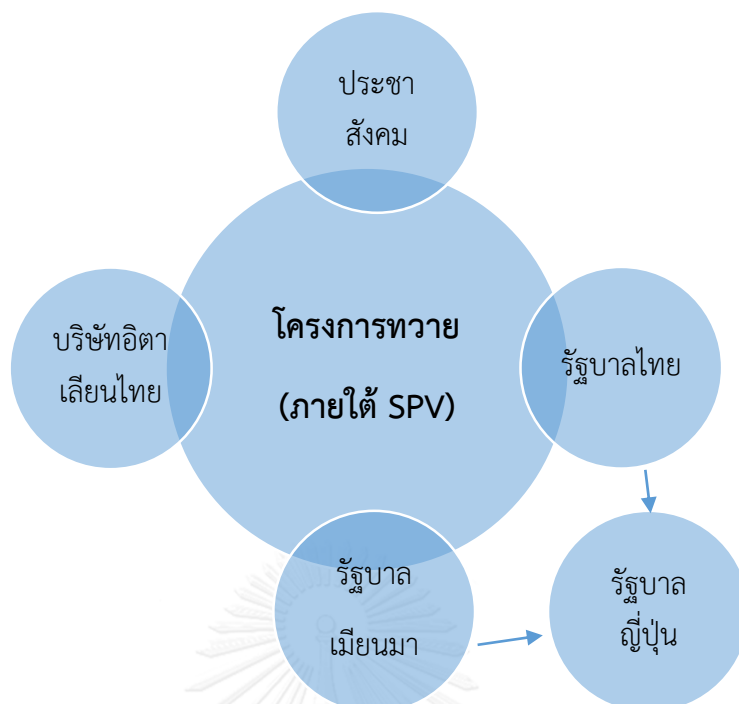 ประชา
สังคม
โครงการทวาย
(ภายใต้ SPV)
บริษัทอิตา
เลียนไทย
รัฐบาลไทย
รัฐบาล
เมียนมา
รัฐบาล
ญี่ปุ่น